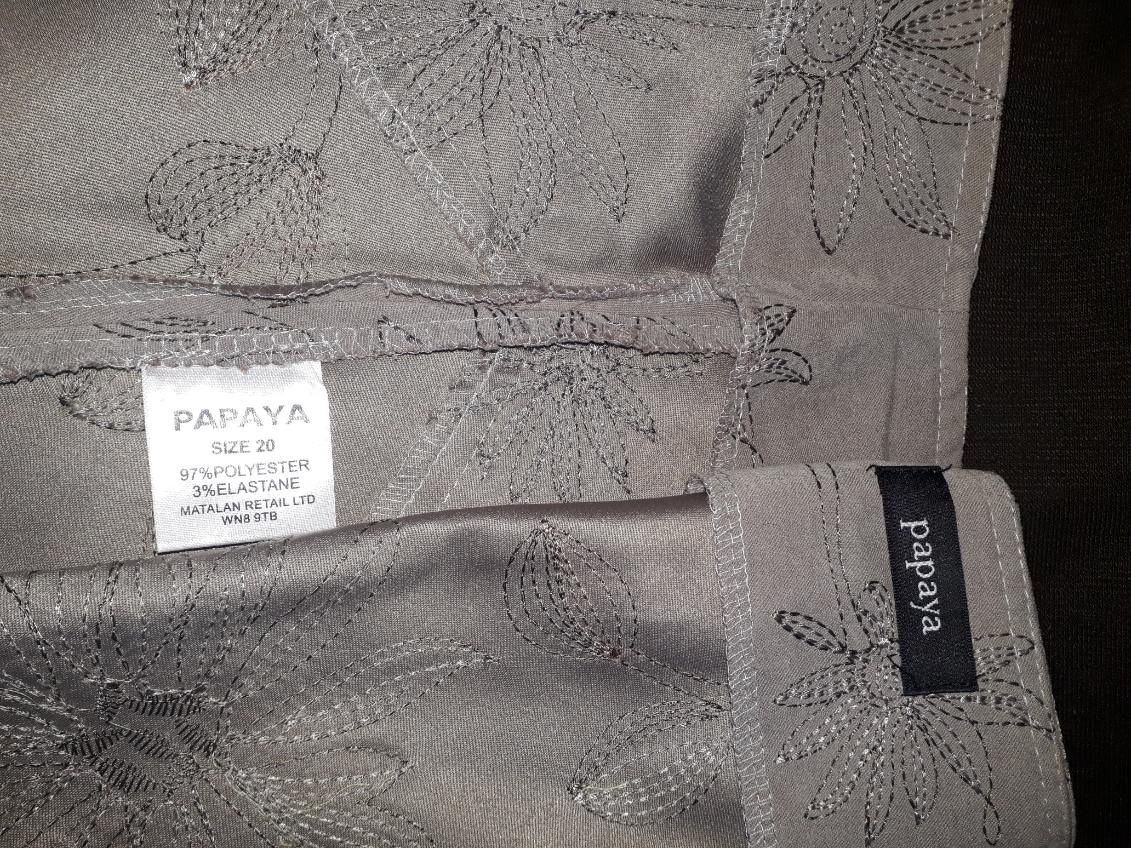 PAPAYA
SIZE 20
97%POLYESTER
3%ELASTANE
MATALAN RETAIL LTD
WN8 9TB
papaya